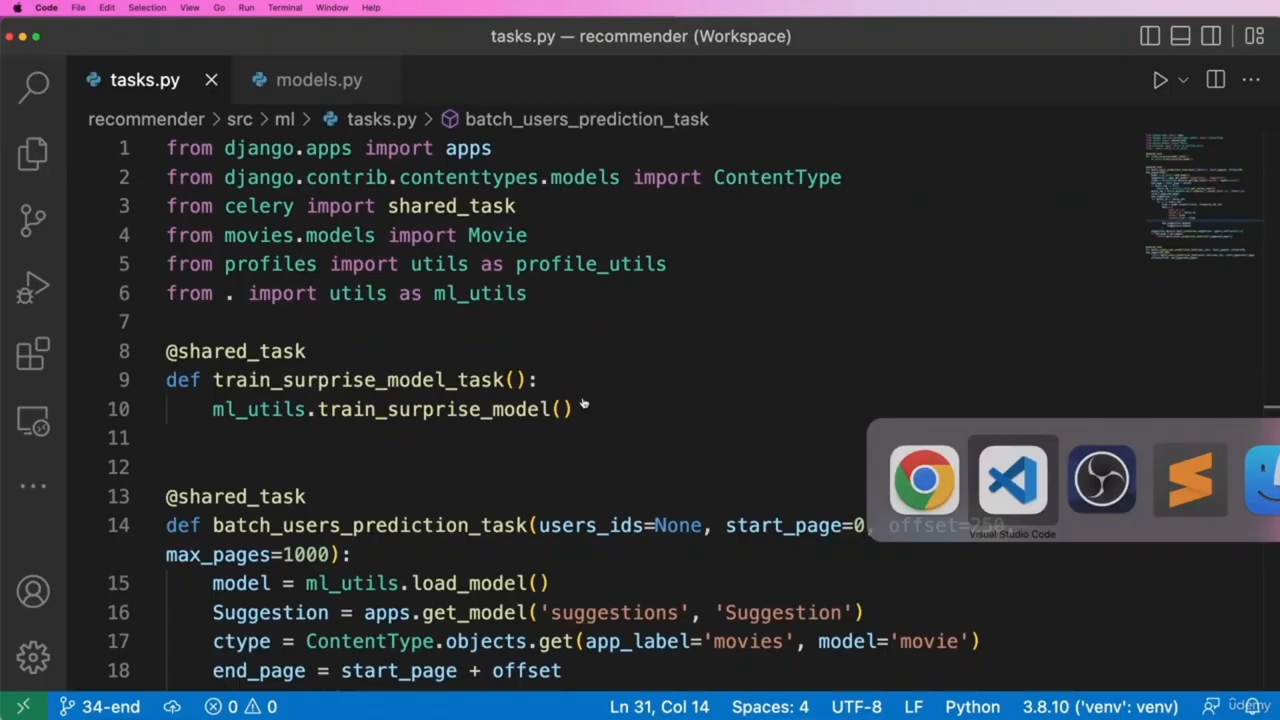 Code File Edit Selection View Go Run Terminal Window Help
tasks.py — recommender (Workspace)
tasks.py models.py
recommender > src > ml > tasks.py > batch_users_prediction_task
1 from django.apps import apps
2 from django.contrib.contenttypes.models import ContentType
3 from celery import shared_task
4 from movies.models import Movie
5 from profiles import utils as profile_utils
6 from . import utils as ml_utils
7
8 @shared_task
9 def train_surprise_model_task():
10 ml_utils.train_surprise_model()
11
12
13 @shared_task
14 def batch_users_prediction_task(users_ids=None, start_page=0, offset=250,
max_pages=1000):
Visual Studio Code
15 model = ml_utils.load_model()
16 Suggestion = apps.get_model('suggestions', 'Suggestion')
17 ctype = ContentType.objects.get(app_label='movies', model='movie')
18 end_page = start_page + offset
34-end 0 0 Ln 31, Col 14 Spaces: 4 UTF-8 LF Python 3.8.10 ('venv': venv) udemy